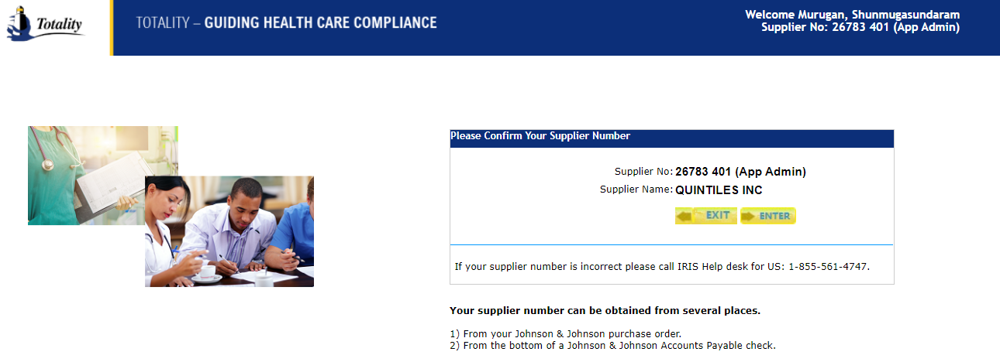 Totality
TOTALITY – GUIDING HEALTH CARE COMPLIANCE
Welcome Murugan, Shunmugasundaram
Supplier No: 26783 401 (App Admin)
Please Confirm Your Supplier Number
Supplier No: 26783 401 (App Admin)
Supplier Name: QUINTILES INC
EXIT ENTER
If your supplier number is incorrect please call IRIS Help desk for US: 1-855-561-4747.
Your supplier number can be obtained from several places.
1) From your Johnson & Johnson purchase order.
2) From the bottom of a Johnson & Johnson Accounts Payable check.